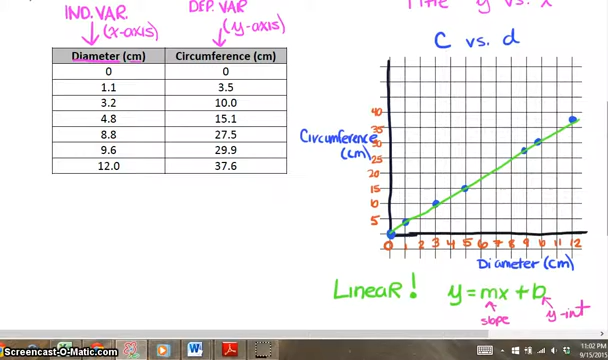 IND. VAR.
(x-axis)
DEP. VAR
(y-axis)
Title "y vs. x"
Diameter (cm) Circumference (cm)
0 0
1.1 3.5
3.2 10.0
4.8 15.1
8.8 27.5
9.6 29.9
12.0 37.6
C vs. d
Circumference
(cm)
40
35
30
25
20
15
10
5
0 1 2 3 4 5 6 7 8 9 10 11 12
Diameter (cm)
LineaR! y = mx + b
slope
y-int
Screencast-O-Matic.com
11:02 PM
9/15/2015